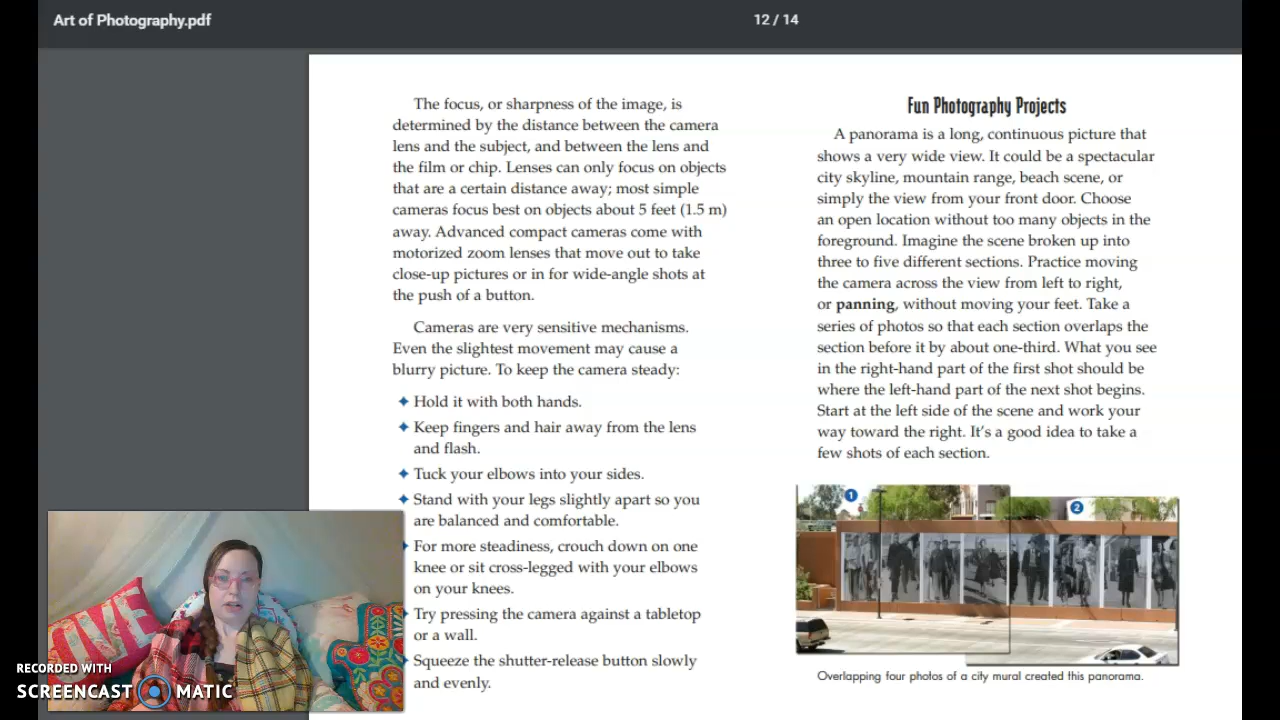 Art of Photography.pdf
12 / 14
The focus, or sharpness of the image, is
determined by the distance between the camera
lens and the subject, and between the lens and
the film or chip. Lenses can only focus on objects
that are a certain distance away; most simple
cameras focus best on objects about 5 feet (1.5 m)
away. Advanced compact cameras come with
motorized zoom lenses that move out to take
close-up pictures or in for wide-angle shots at
the push of a button.
Cameras are very sensitive mechanisms.
Even the slightest movement may cause a
blurry picture. To keep the camera steady:
✦ Hold it with both hands.
✦ Keep fingers and hair away from the lens
and flash.
✦ Tuck your elbows into your sides.
✦ Stand with your legs slightly apart so you
are balanced and comfortable.
✦ For more steadiness, crouch down on one
knee or sit cross-legged with your elbows
on your knees.
✦ Try pressing the camera against a tabletop
or a wall.
✦ Squeeze the shutter-release button slowly
and evenly.
Fun Photography Projects
A panorama is a long, continuous picture that
shows a very wide view. It could be a spectacular
city skyline, mountain range, beach scene, or
simply the view from your front door. Choose
an open location without too many objects in the
foreground. Imagine the scene broken up into
three to five different sections. Practice moving
the camera across the view from left to right,
or panning, without moving your feet. Take a
series of photos so that each section overlaps the
section before it by about one-third. What you see
in the right-hand part of the first shot should be
where the left-hand part of the next shot begins.
Start at the left side of the scene and work your
way toward the right. It's a good idea to take a
few shots of each section.
1
2
Overlapping four photos of a city mural created this panorama.
LOVE
RECORDED WITH
SCREENCAST MATIC